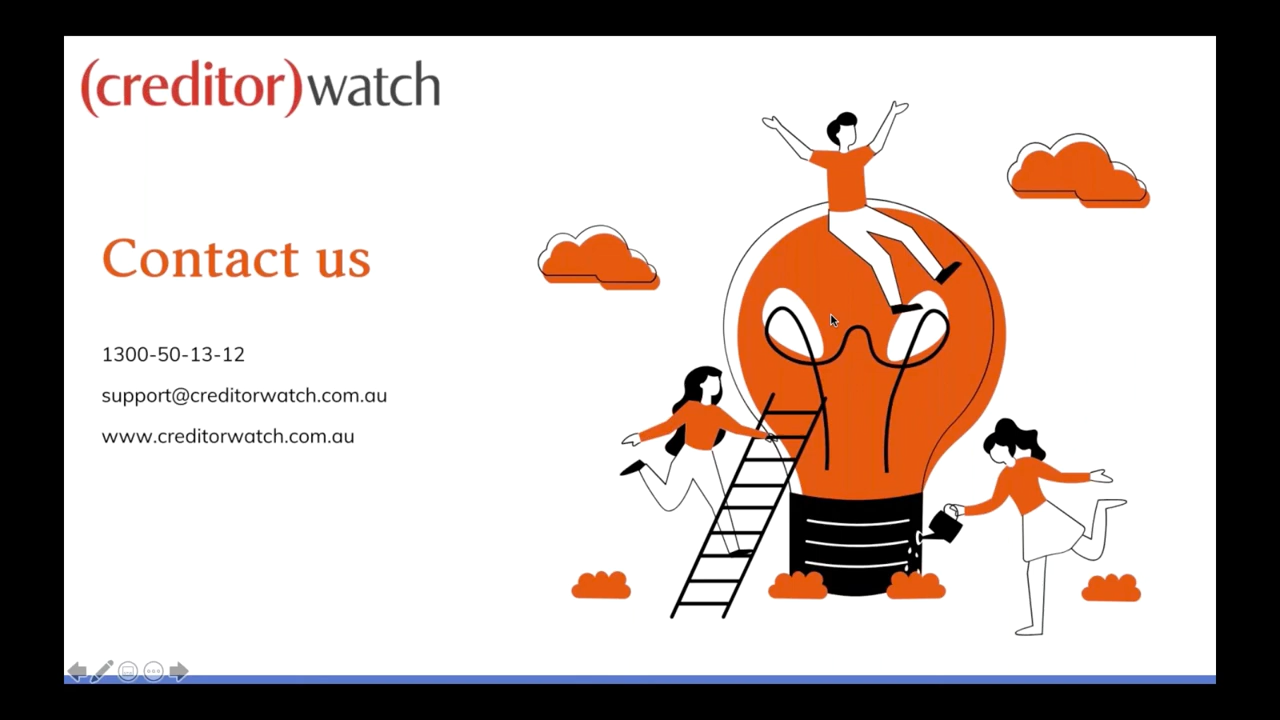 (creditor)watch
Contact us
1300-50-13-12
support@creditorwatch.com.au
www.creditorwatch.com.au